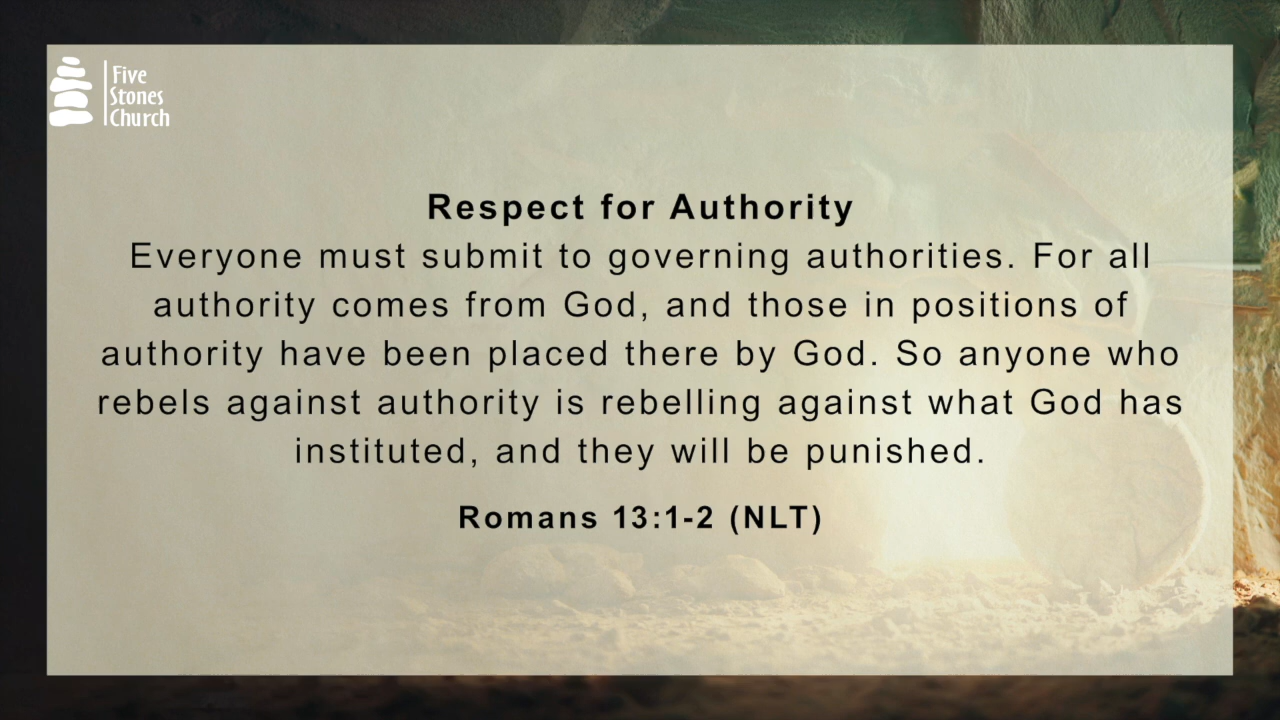 Five
Stones
Church
Respect for Authority
Everyone must submit to governing authorities. For all
authority comes from God, and those in positions of
authority have been placed there by God. So anyone who
rebels against authority is rebelling against what God has
instituted, and they will be punished.
Romans 13:1-2 (NLT)